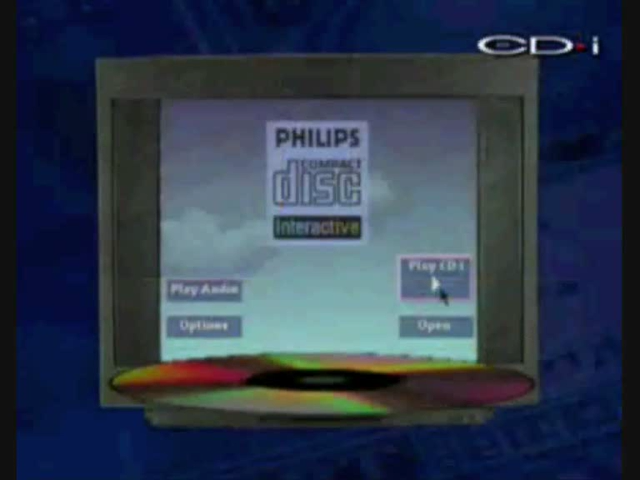 CD-i
PHILIPS
COMPACT
disc
Interactive
Play CD-I
Play Audio
Options
Open